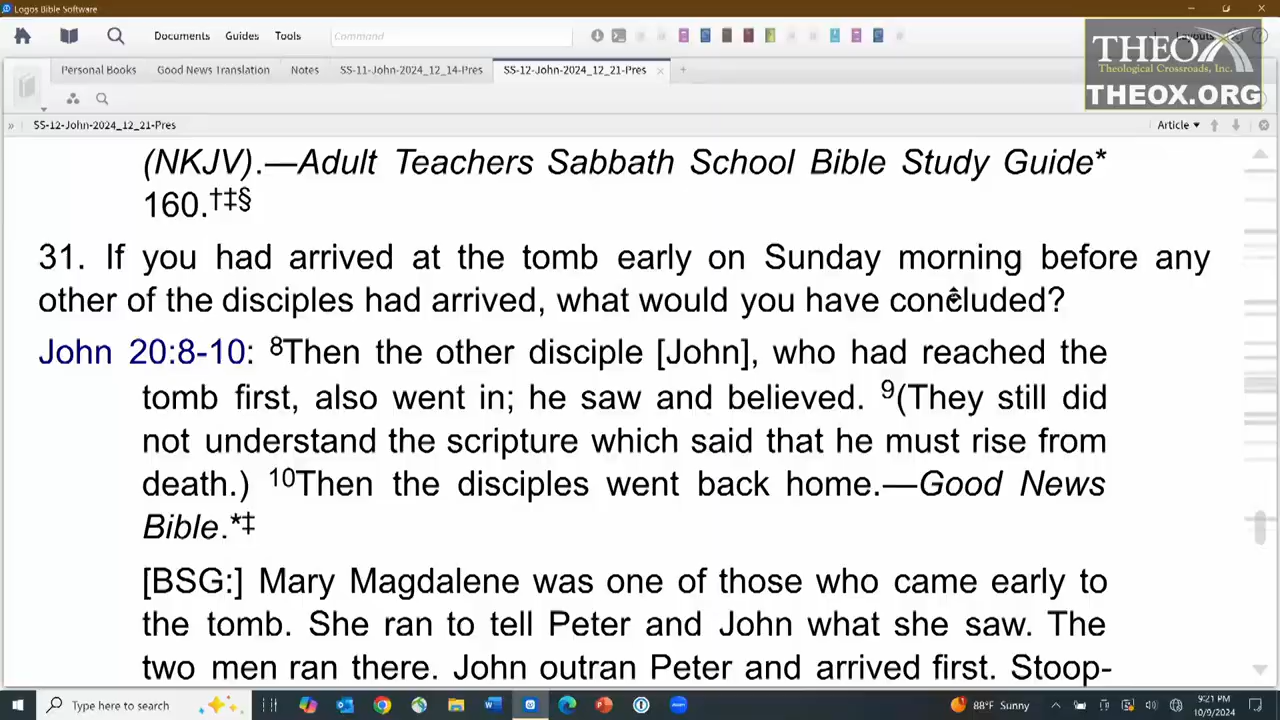 Logos Bible Software
Documents Guides Tools Command Layouts
THEOX
Theological Crossroads, Inc.
THEOX.ORG
Personal Books Good News Translation Notes SS-11-John-2024_ SS-12-John-2024_12_21-Pres
SS-12-John-2024_12_21-Pres Article
(NKJV).—Adult Teachers Sabbath School Bible Study Guide*
160.†‡§
31. If you had arrived at the tomb early on Sunday morning before any
other of the disciples had arrived, what would you have concluded?
John 20:8-10: ⁸Then the other disciple [John], who had reached the
tomb first, also went in; he saw and believed. ⁹(They still did
not understand the scripture which said that he must rise from
death.) ¹⁰Then the disciples went back home.—Good News
Bible.*‡
[BSG:] Mary Magdalene was one of those who came early to
the tomb. She ran to tell Peter and John what she saw. The
two men ran there. John outran Peter and arrived first. Stoop-
Type here to search 88°F Sunny 9:21 PM
10/9/2024